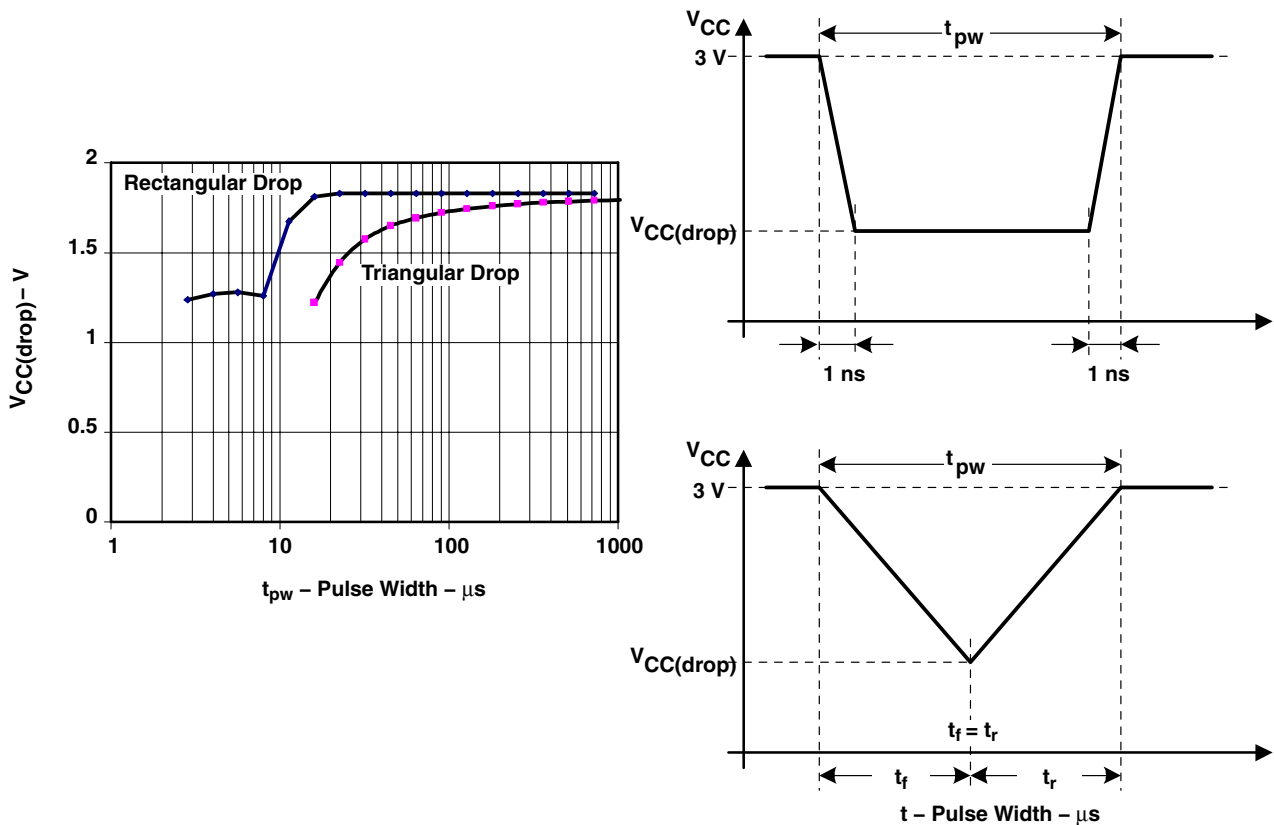 2
1.5
1
0.5
0
V CC(drop) – V
Rectangular Drop
Triangular Drop
1
10
100
1000
tpw – Pulse Width – μs
VCC
3 V
VCC(drop)
tpw
1 ns
1 ns
VCC
3 V
VCC(drop)
tpw
tf = tr
tf
tr
t – Pulse Width – μs